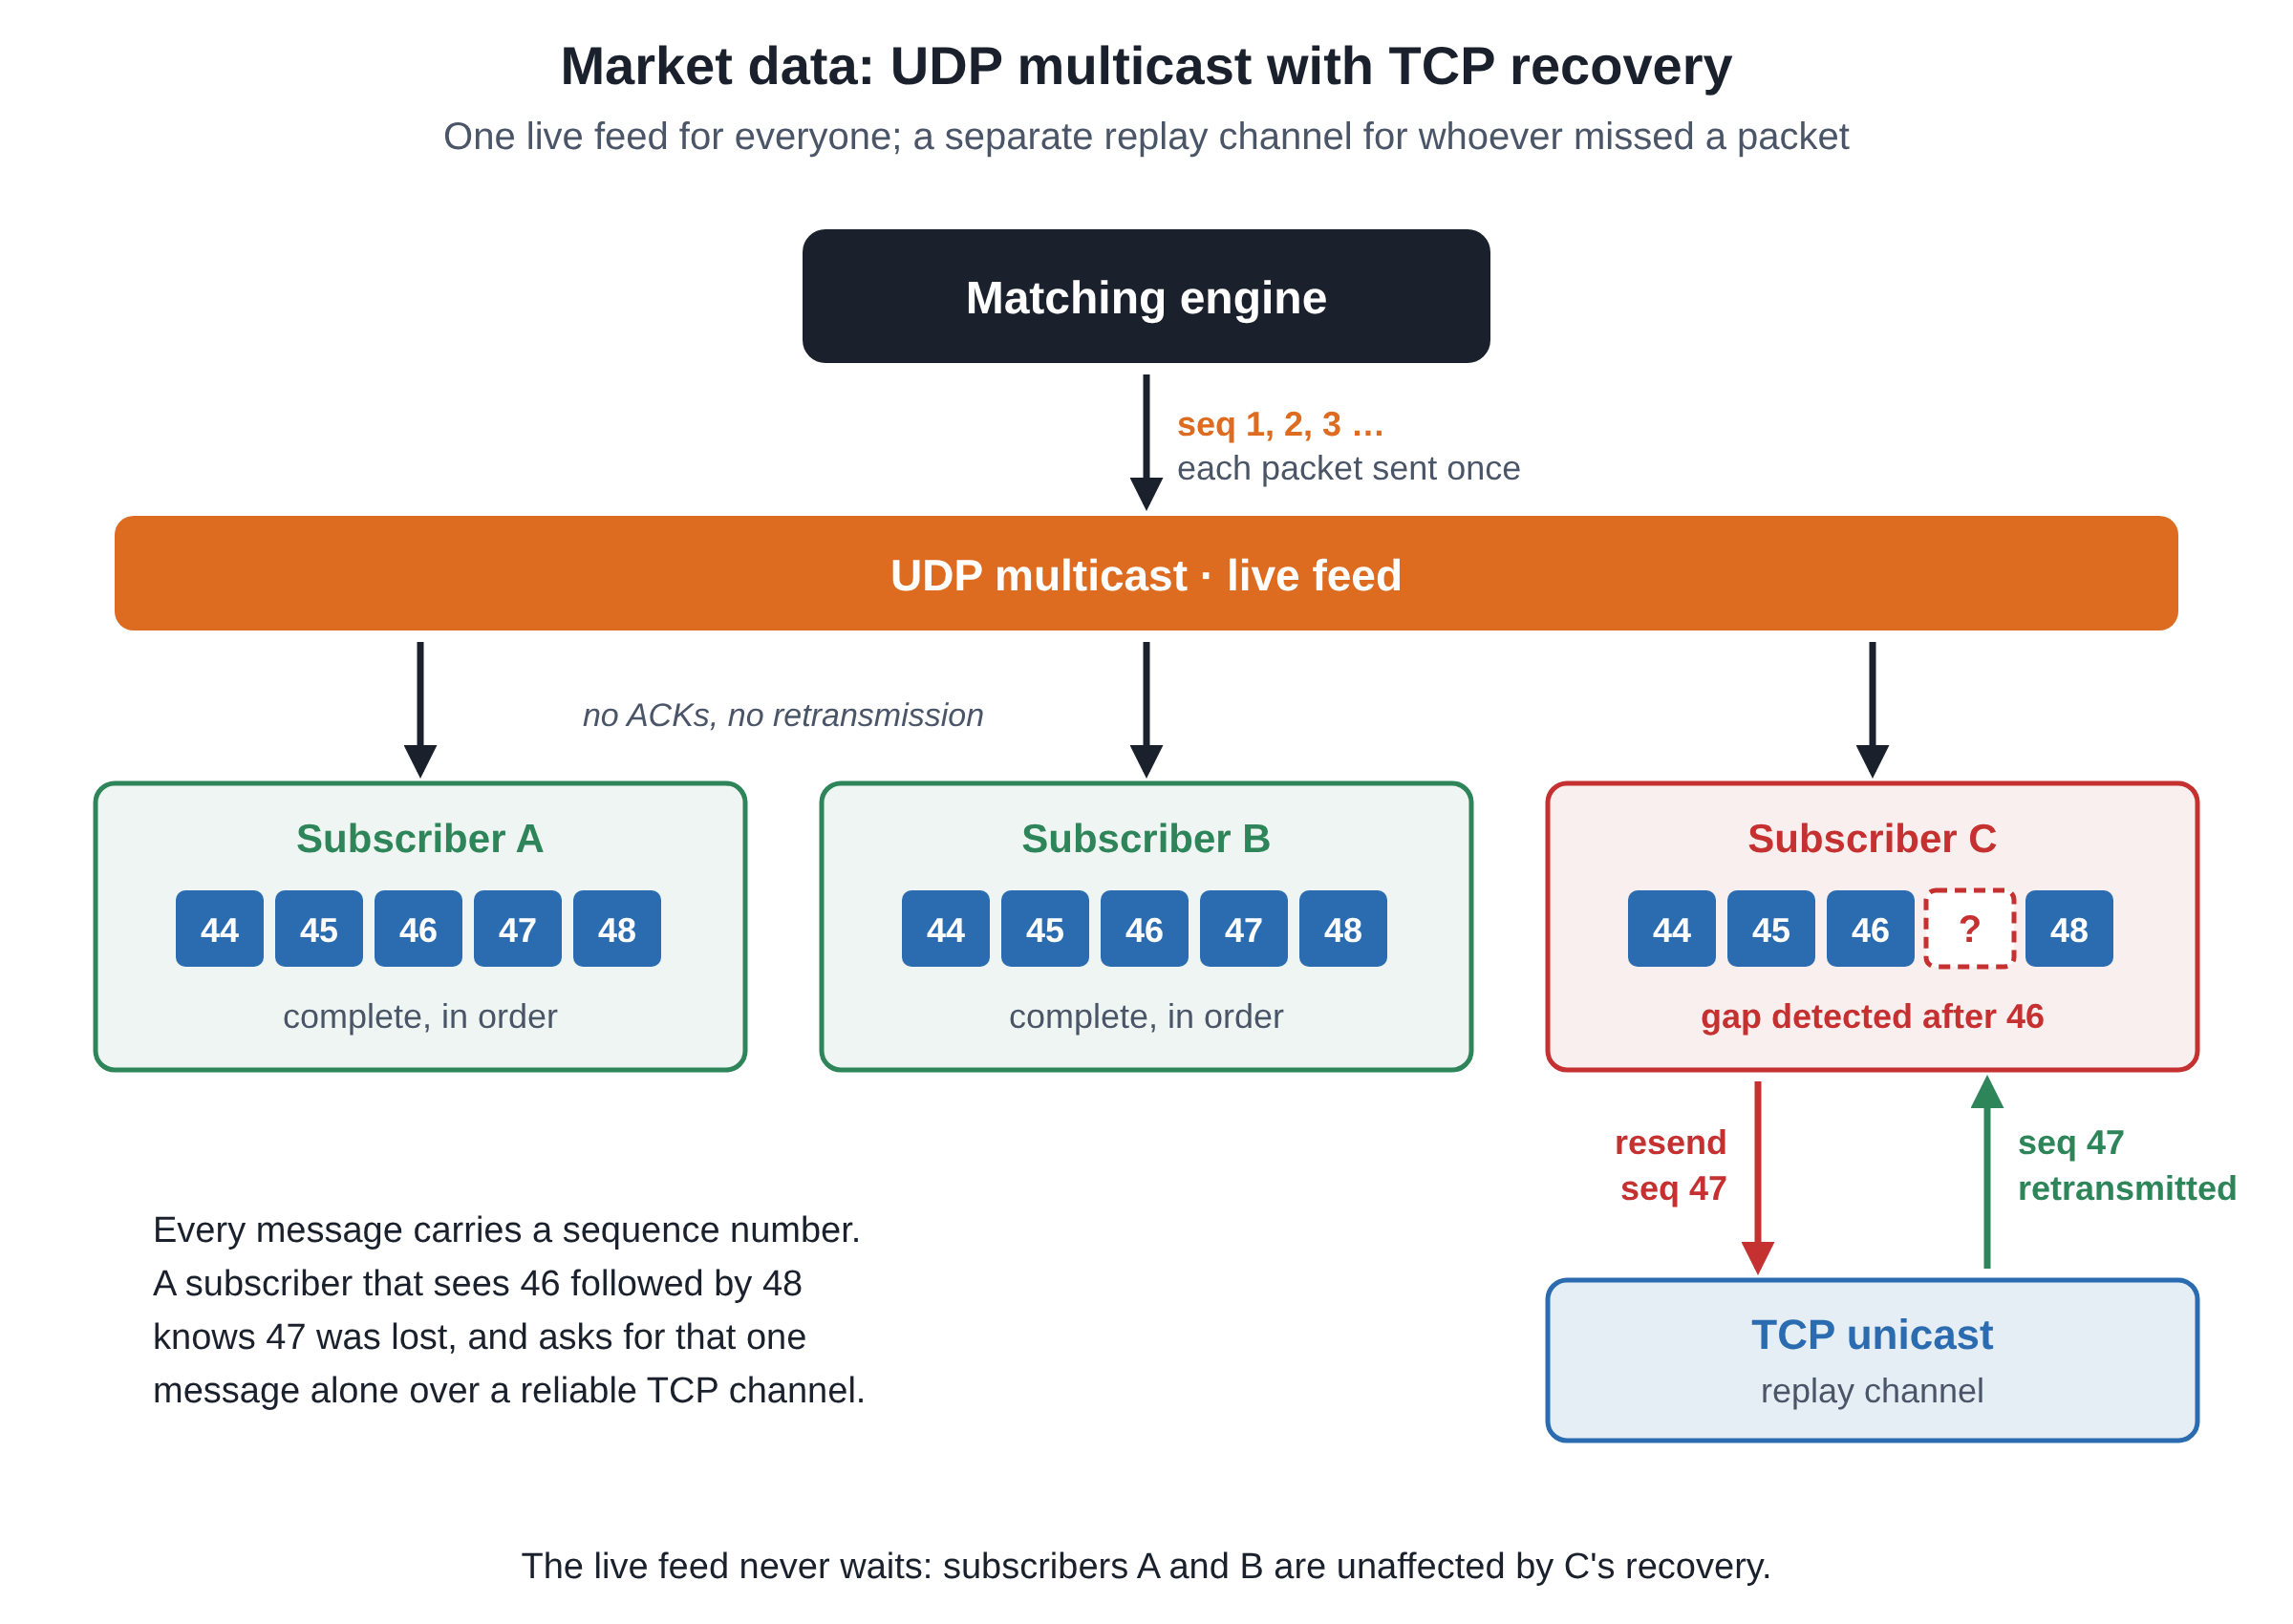 Market data: UDP multicast with TCP recovery
One live feed for everyone; a separate replay channel for whoever missed a packet
Matching engine
seq 1, 2, 3 …
each packet sent once
UDP multicast · live feed
no ACKs, no retransmission
Subscriber A
44 45 46 47 48
complete, in order
Subscriber B
44 45 46 47 48
complete, in order
Subscriber C
44 45 46 ? 48
gap detected after 46
resend
seq 47
seq 47
retransmitted
Every message carries a sequence number.
A subscriber that sees 46 followed by 48
knows 47 was lost, and asks for that one
message alone over a reliable TCP channel.
TCP unicast
replay channel
The live feed never waits: subscribers A and B are unaffected by C's recovery.